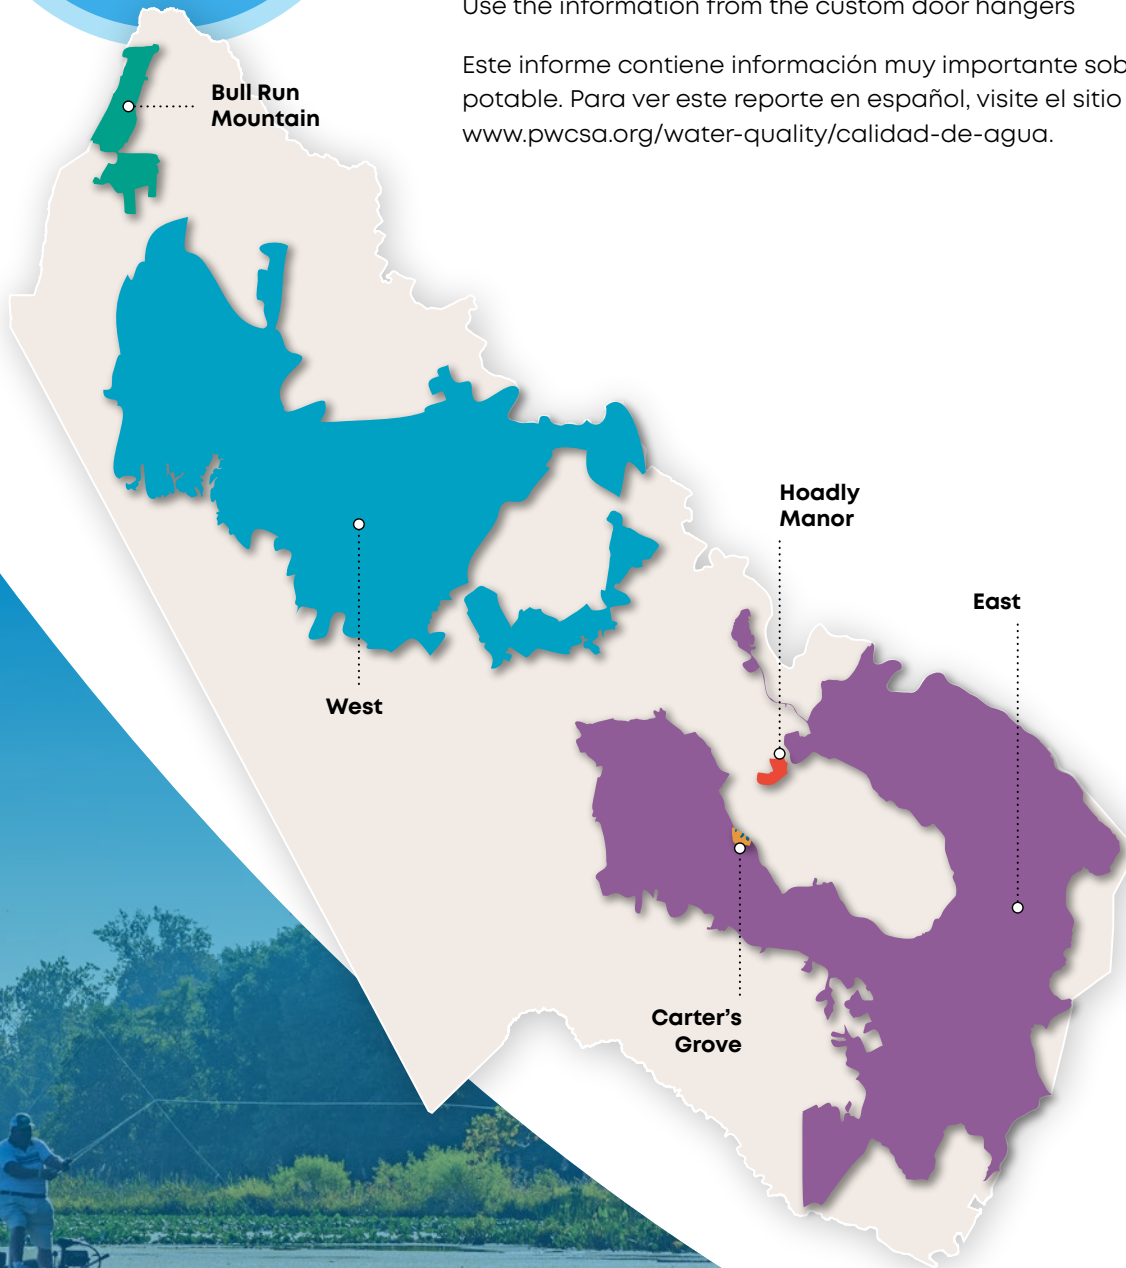 Use the information from the custom door hangers
Este informe contiene información muy importante
potable. Para ver este reporte en español, visite el sitio
www.pwcsa.org/water-quality/calidad-de-agua.
Bull Run
Mountain
Hoadly
Manor
East
West
Carter's
Grove